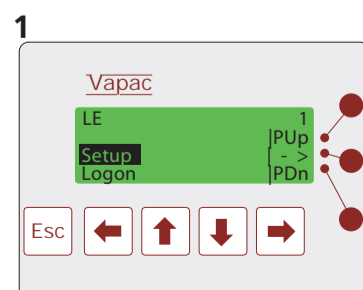 1
Vapac
LE 1
|PUp
Setup [ - >
Logon |PDn
Esc